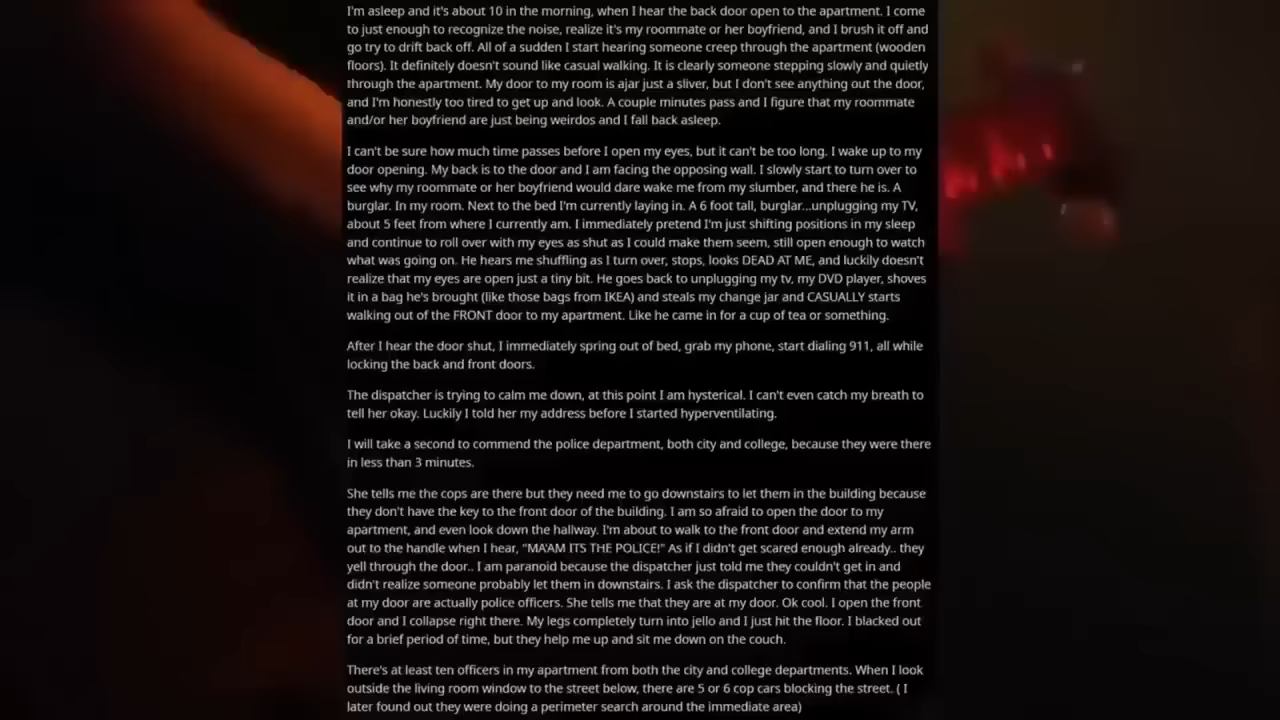 I'm asleep and it's about 10 in the morning, when I hear the back door open to the apartment. I come
to just enough to recognize the noise, realize it's my roommate or her boyfriend, and I brush it off and
go try to drift back off. All of a sudden I start hearing someone creep through the apartment (wooden
floors). It definitely doesn't sound like casual walking. It is clearly someone stepping slowly and quietly
through the apartment. My door to my room is ajar just a sliver, but I don't see anything out the door,
and I'm honestly too tired to get up and look. A couple minutes pass and I figure that my roommate
and/or her boyfriend are just being weirdos and I fall back asleep.
I can't be sure how much time passes before I open my eyes, but it can't be too long. I wake up to my
door opening. My back is to the door and I am facing the opposing wall. I slowly start to turn over to
see why my roommate or her boyfriend would dare wake me from my slumber, and there he is. A
burglar. In my room. Next to the bed I'm currently laying in. A 6 foot tall, burglar...unplugging my TV,
about 5 feet from where I currently am. I immediately pretend I'm just shifting positions in my sleep
and continue to roll over with my eyes as shut as I could make them seem, still open enough to watch
what was going on. He hears me shuffling as I turn over, stops, looks DEAD AT ME, and luckily doesn't
realize that my eyes are open just a tiny bit. He goes back to unplugging my tv, my DVD player, shoves
it in a bag he's brought (like those bags from IKEA) and steals my change jar and CASUALLY starts
walking out of the FRONT door to my apartment. Like he came in for a cup of tea or something.
After I hear the door shut, I immediately spring out of bed, grab my phone, start dialing 911, all while
locking the back and front doors.
The dispatcher is trying to calm me down, at this point I am hysterical. I can't even catch my breath to
tell her okay. Luckily I told her my address before I started hyperventilating.
I will take a second to commend the police department, both city and college, because they were there
in less than 3 minutes.
She tells me the cops are there but they need me to go downstairs to let them in the building because
they don't have the key to the front door of the building. I am so afraid to open the door to my
apartment, and even look down the hallway. I'm about to walk to the front door and extend my arm
out to the handle when I hear, "MA'AM ITS THE POLICE!" As if I didn't get scared enough already.. they
yell through the door.. I am paranoid because the dispatcher just told me they couldn't get in and
didn't realize someone probably let them in downstairs. I ask the dispatcher to confirm that the people
at my door are actually police officers. She tells me that they are at my door. Ok cool. I open the front
door and I collapse right there. My legs completely turn into jello and I just hit the floor. I blacked out
for a brief period of time, but they help me up and sit me down on the couch.
There's at least ten officers in my apartment from both the city and college departments. When I look
outside the living room window to the street below, there are 5 or 6 cop cars blocking the street. ( I
later found out they were doing a perimeter search around the immediate area)